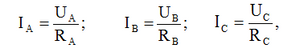 I_A = U_A / R_A; I_B = U_B / R_B; I_C = U_C / R_C,